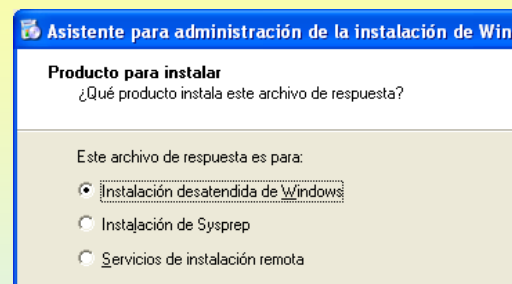 Asistente para administración de la instalación de Win
Producto para instalar
¿Qué producto instala este archivo de respuesta?
Este archivo de respuesta es para:
Instalación desatendida de Windows
Instalación de Sysprep
Servicios de instalación remota